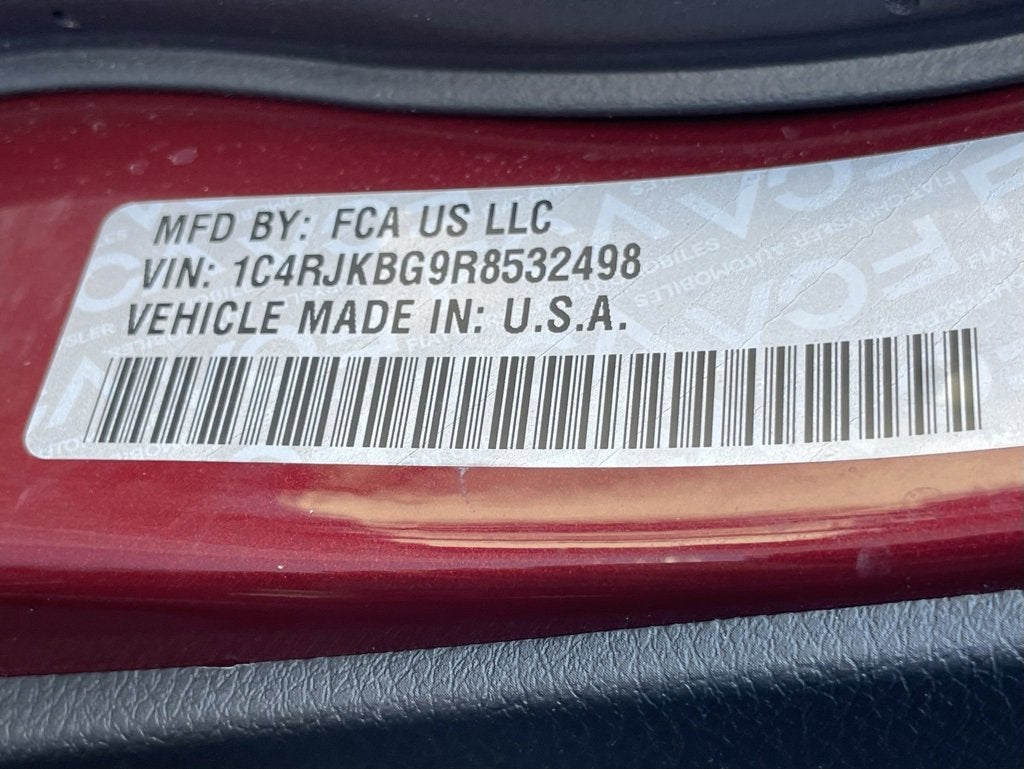 MFD BY: FCA US LLC
VIN: 1C4RJKBG9R8532498
VEHICLE MADE IN: U.S.A.